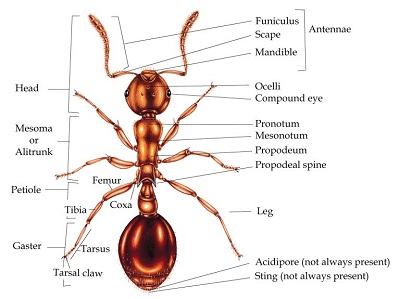 Funiculus
Scape
Antennae
Mandible
Head
Ocelli
Compound eye
Mesoma
or
Alitrunk
Pronotum
Mesonotum
Propodeum
Propodeal spine
Petiole
Femur
Coxa
Tibia
Leg
Gaster
Tarsus
Tarsal claw
Acidipore (not always present)
Sting (not always present)